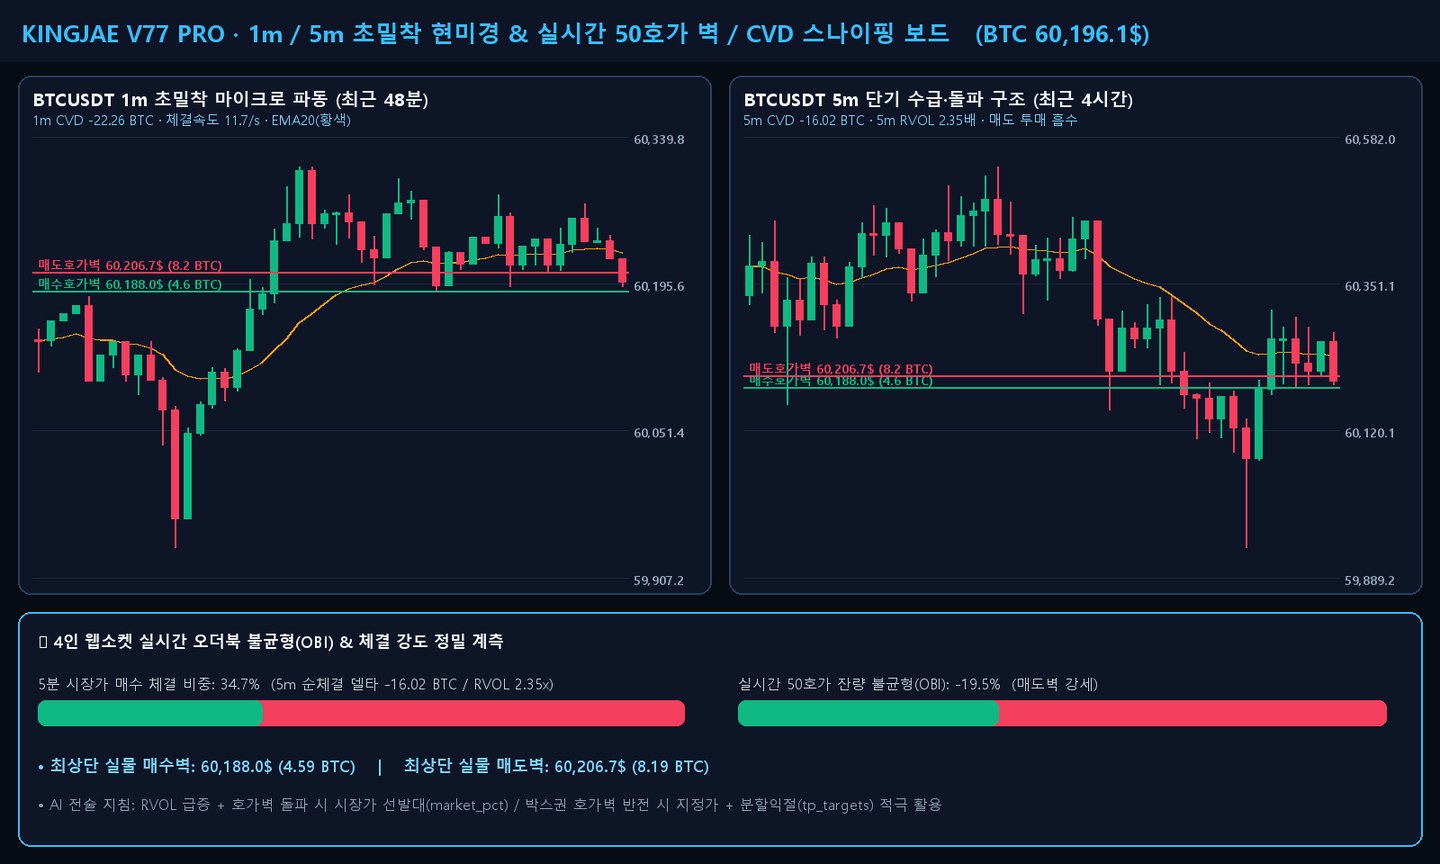 KINGJAE V77 PRO · 1m / 5m 초밀착 현미경 & 실시간 50호가 벽 / CVD 스나이핑 보드 (BTC 60,196.1$)
BTCUSDT 1m 초밀착 마이크로 파동 (최근 48분)
1m CVD -22.26 BTC · 체결속도 11.7/s · EMA20(황색)
60,339.8
매도호가벽 60,206.7$ (8.2 BTC)
매수호가벽 60,188.0$ (4.6 BTC)
60,195.6
60,051.4
59,907.2
BTCUSDT 5m 단기 수급·돌파 구조 (최근 4시간)
5m CVD -16.02 BTC · 5m RVOL 2.35배 · 매도 투매 흡수
60,582.0
60,351.1
매도호가벽 60,206.7$ (8.2 BTC)
매수호가벽 60,188.0$ (4.6 BTC)
60,120.1
59,889.2
4인 웹소켓 실시간 오더북 불균형(OBI) & 체결 강도 정밀 계측
5분 시장가 매수 체결 비중: 34.7% (5m 순체결 델타 -16.02 BTC / RVOL 2.35x)
실시간 50호가 잔량 불균형(OBI): -19.5% (매도벽 강세)
• 최상단 실물 매수벽: 60,188.0$ (4.59 BTC) | 최상단 실물 매도벽: 60,206.7$ (8.19 BTC)
• AI 전술 지침: RVOL 급증 + 호가벽 돌파 시 시장가 선발대(market_pct) / 박스권 호가벽 반전 시 지정가 + 분할익절(tp_targets) 적극 활용